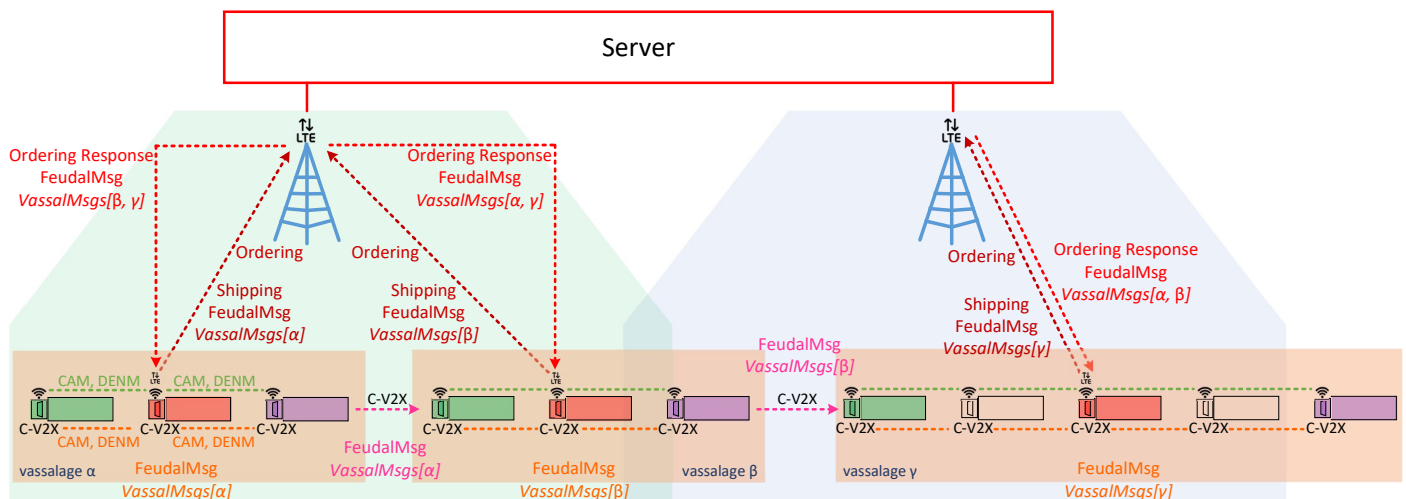 Server
LTE
LTE
Ordering Response
FeudalMsg
VassalMsgs[β, γ]
Ordering Response
FeudalMsg
VassalMsgs[α, γ]
Ordering
Ordering
Ordering
Ordering Response
FeudalMsg
VassalMsgs[α, β]
Shipping
FeudalMsg
VassalMsgs[α]
Shipping
FeudalMsg
VassalMsgs[β]
Shipping
FeudalMsg
VassalMsgs[γ]
FeudalMsg
VassalMsgs[β]
LTE
LTE
LTE
CAM, DENM
CAM, DENM
C-V2X
C-V2X
C-V2X
C-V2X
C-V2X
C-V2X
C-V2X
C-V2X
C-V2X
C-V2X
C-V2X
C-V2X
C-V2X
CAM, DENM
CAM, DENM
FeudalMsg
VassalMsgs[α]
vassalage α
FeudalMsg
VassalMsgs[α]
FeudalMsg
VassalMsgs[β]
vassalage β
vassalage γ
FeudalMsg
VassalMsgs[γ]